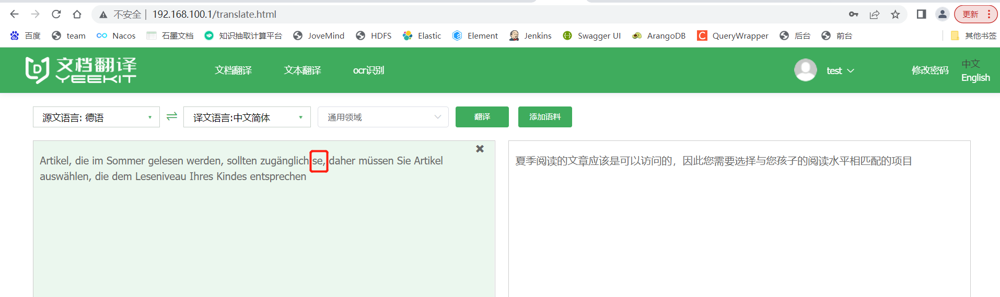 不安全 192.168.100.1/translate.html 更新
百度 team Nacos 石墨文档 知识抽取计算平台 JoveMind HDFS Elastic Element Jenkins Swagger UI ArangoDB QueryWrapper 后台 前台 其他书签
文档翻译 YEEKIT 文档翻译 文本翻译 ocr识别 test 修改密码 中文 English
源文语言: 德语 译文语言:中文简体 通用领域 翻译 添加语料
Artikel, die im Sommer gelesen werden, sollten zugänglich se, daher müssen Sie Artikel
auswählen, die dem Leseniveau Ihres Kindes entsprechen
夏季阅读的文章应该是可以访问的，因此您需要选择与您孩子的阅读水平相匹配的项目